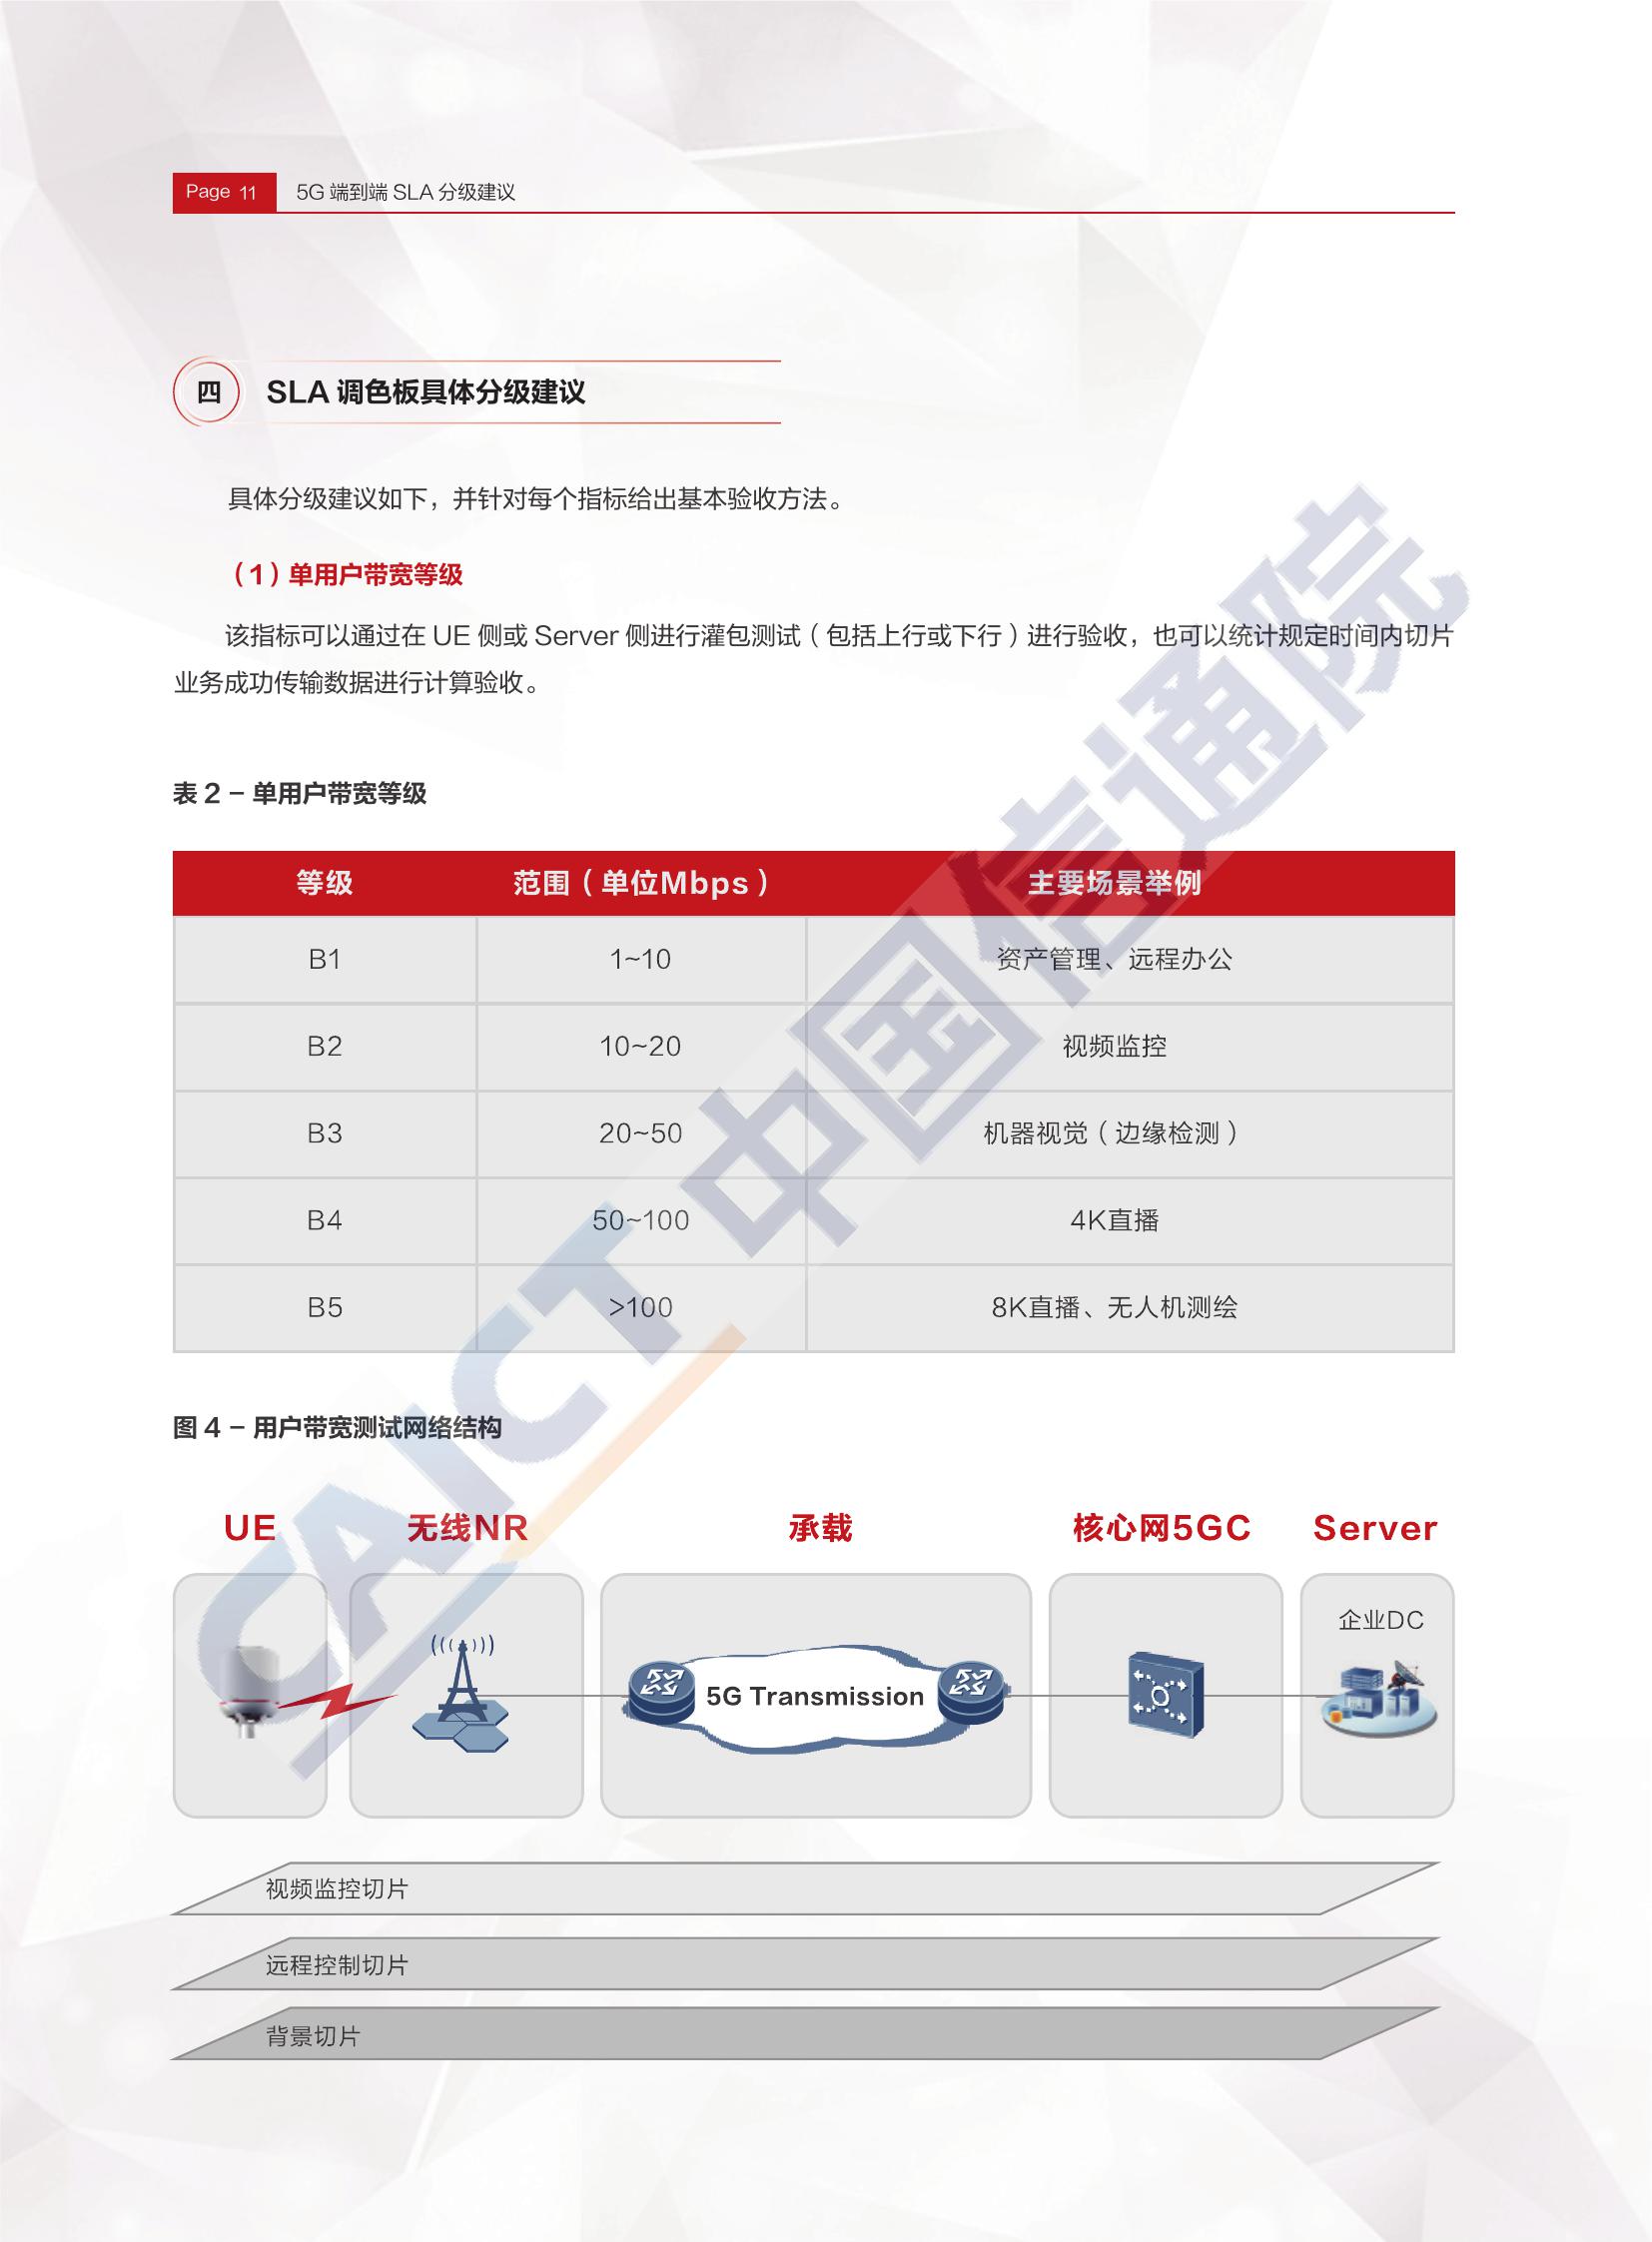 Page 11 5G 端到端 SLA 分级建议
四 SLA 调色板具体分级建议
具体分级建议如下，并针对每个指标给出基本验收方法。
（1）单用户带宽等级
该指标可以通过在 UE 侧或 Server 侧进行灌包测试（包括上行或下行）进行验收，也可以统计规定时间内切片
业务成功传输数据进行计算验收。
表 2 – 单用户带宽等级
等级 范围（单位Mbps） 主要场景举例
B1 1~10 资产管理、远程办公
B2 10~20 视频监控
B3 20~50 机器视觉（边缘检测）
B4 50~100 4K直播
B5 >100 8K直播、无人机测绘
图 4 – 用户带宽测试网络结构
UE 无线NR 承载 核心网5GC Server
企业DC
5G Transmission
视频监控切片
远程控制切片
背景切片
CAICT 中国信通院